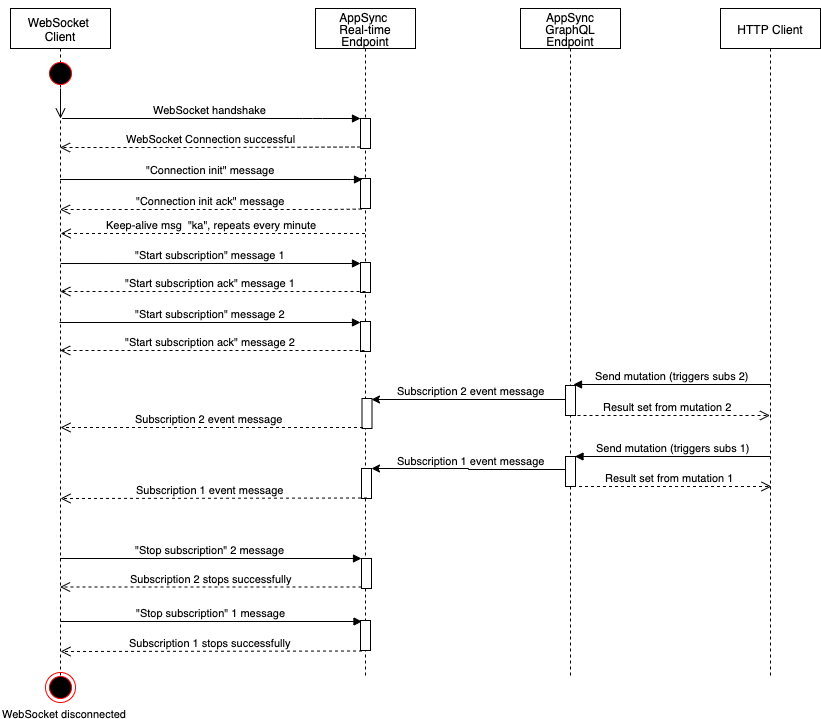 WebSocket
Client
AppSync
Real-time
Endpoint
AppSync
GraphQL
Endpoint
HTTP Client
WebSocket handshake
WebSocket Connection successful
"Connection init" message
"Connection init ack" message
Keep-alive msg "ka", repeats every minute
"Start subscription" message 1
"Start subscription ack" message 1
"Start subscription" message 2
"Start subscription ack" message 2
Send mutation (triggers subs 2)
Subscription 2 event message
Result set from mutation 2
Subscription 2 event message
Send mutation (triggers subs 1)
Subscription 1 event message
Result set from mutation 1
Subscription 1 event message
"Stop subscription" 2 message
Subscription 2 stops successfully
"Stop subscription" 1 message
Subscription 1 stops successfully
WebSocket disconnected